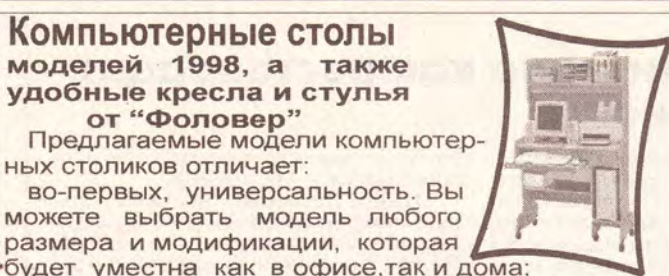 Компьютерные столы
моделей 1998, а также
удобные кресла и стулья
от “Фоловер”
Предлагаемые модели компьютер-
ных столиков отличает:
во-первых, универсальность. Вы
можете выбрать модель любого
размера и модификации, которая
будет уместна как в офисе,так и дома;